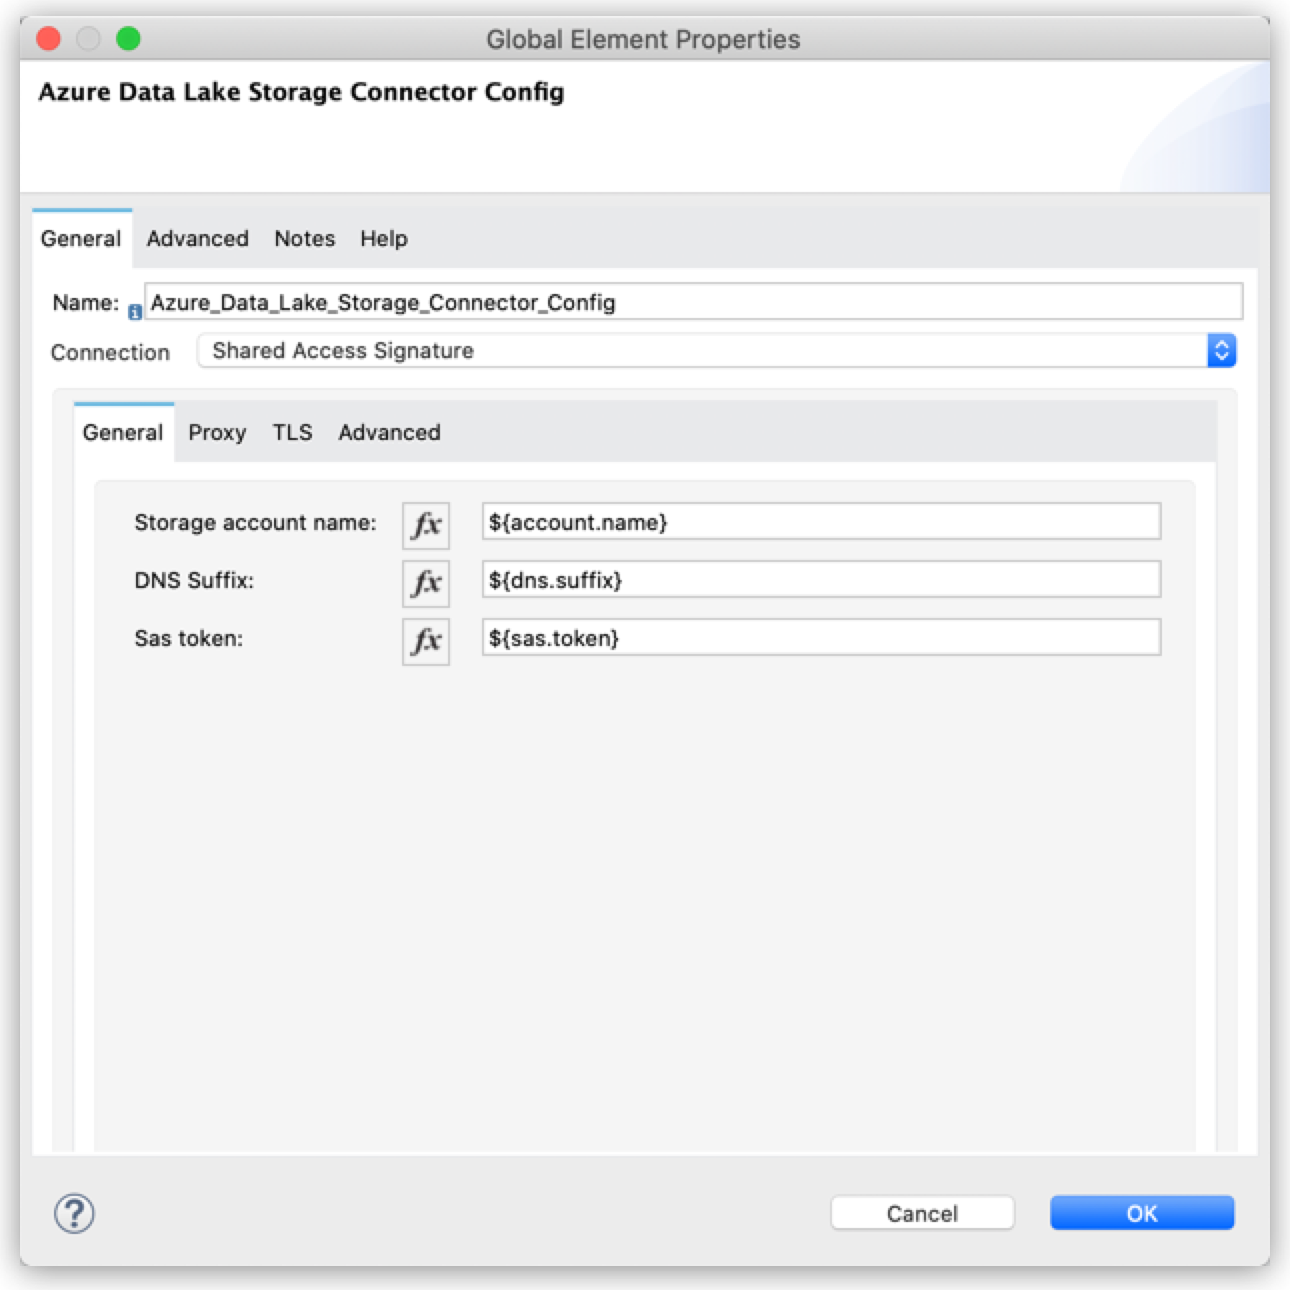 Global Element Properties
Azure Data Lake Storage Connector Config
General Advanced Notes Help
Name: Azure_Data_Lake_Storage_Connector_Config
Connection Shared Access Signature
General Proxy TLS Advanced
Storage account name: fx ${account.name}
DNS Suffix: fx ${dns.suffix}
Sas token: fx ${sas.token}
? Cancel OK